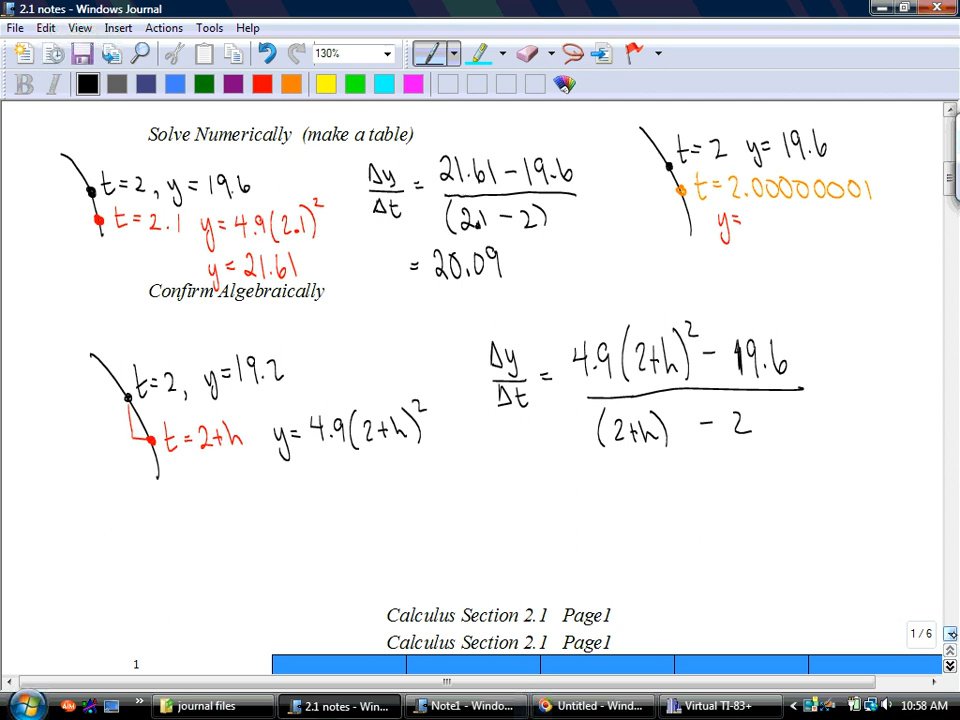 2.1 notes - Windows Journal
File Edit View Insert Actions Tools Help
130%
B I
Solve Numerically (make a table)
t=2, y=19.6
t=2.1 y=4.9(2.1)²
y=21.61
Δy/Δt = (21.61 - 19.6)/(2.1 - 2)
= 20.09
t=2 y=19.6
t=2.00000001
y=
Confirm Algebraically
t=2, y=19.2
t=2+h y=4.9(2+h)²
Δy/Δt = (4.9(2+h)² - 19.6)/((2+h) - 2)
Calculus Section 2.1 Page1
Calculus Section 2.1 Page1
1 / 6
1
journal files
2.1 notes - Win...
Note1 - Windo...
Untitled - Wind...
Virtual TI-83+
10:58 AM